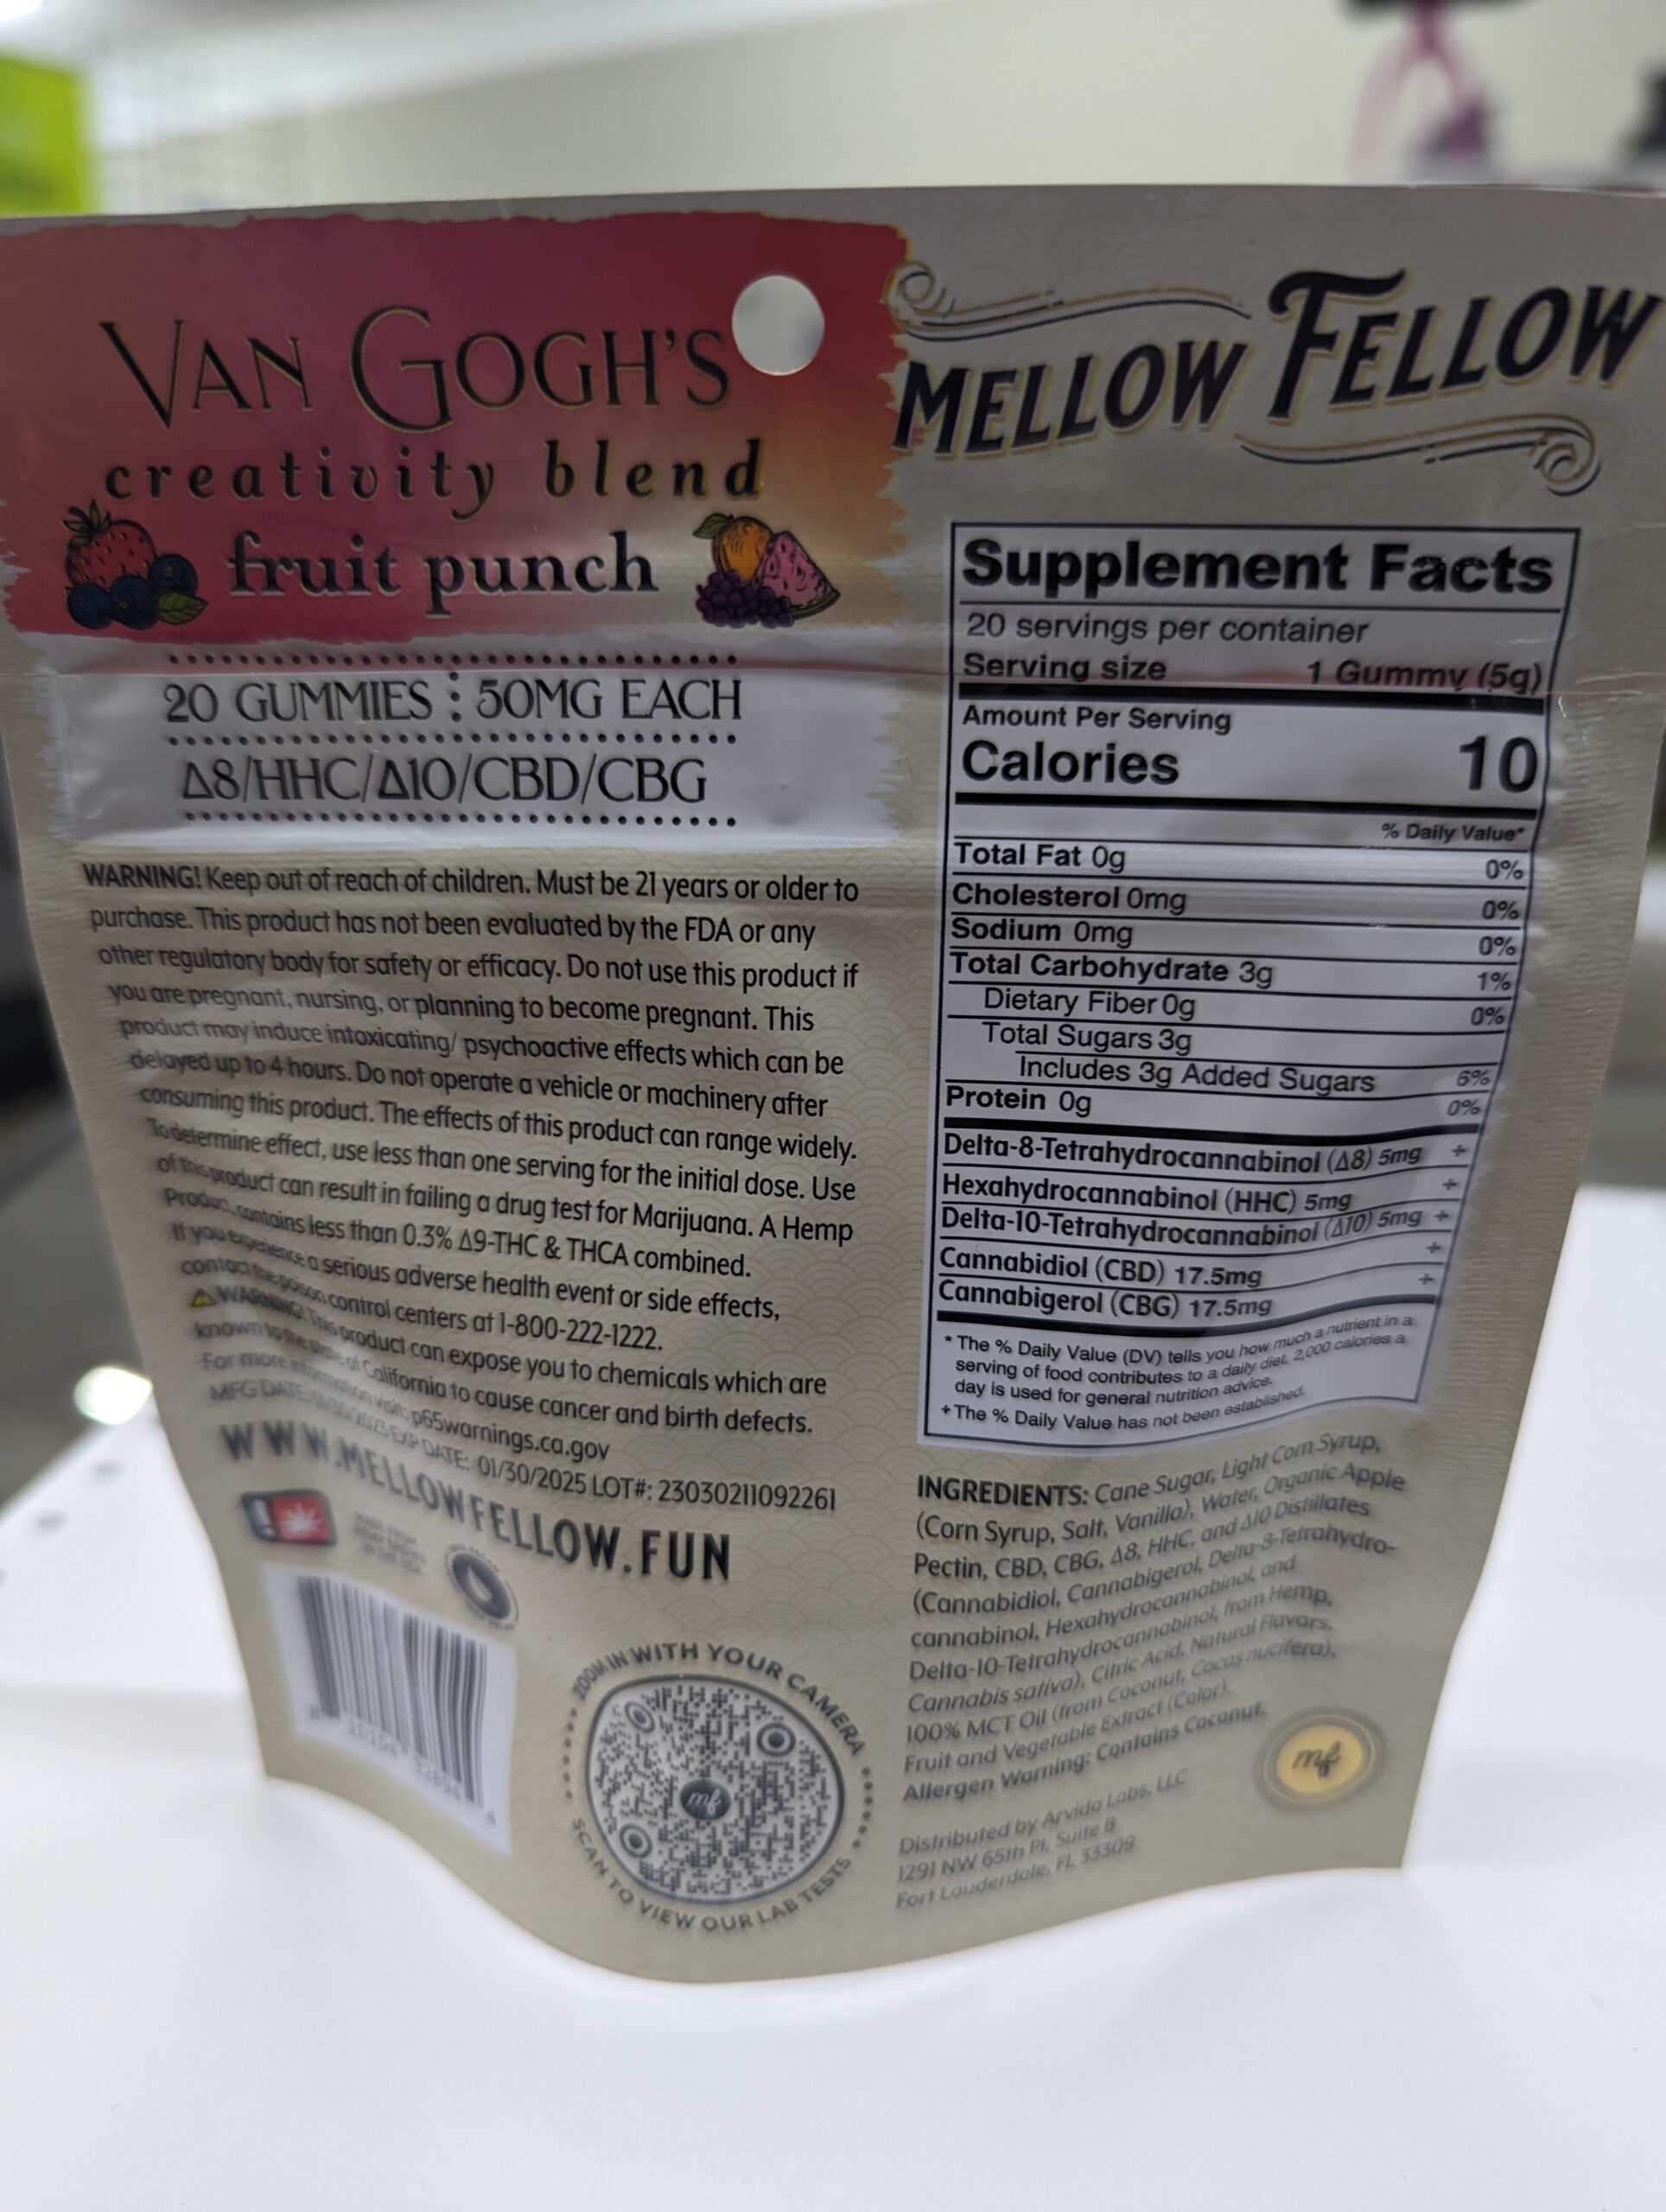 VAN GOGH'S
creativity blend
fruit punch
20 GUMMIES ⋮ 50MG EACH
Δ8/HHC/Δ10/CBD/CBG
WARNING! Keep out of reach of children. Must be 21 years or older to
purchase. This product has not been evaluated by the FDA or any
other regulatory body for safety or efficacy. Do not use this product if
you are pregnant, nursing, or planning to become pregnant. This
product may induce intoxicating/ psychoactive effects which can be
delayed up to 4 hours. Do not operate a vehicle or machinery after
consuming this product. The effects of this product can range widely.
To determine effect, use less than one serving for the initial dose. Use
of this product can result in failing a drug test for Marijuana. A Hemp
Product, contains less than 0.3% Δ9-THC & THCA combined.
If you experience a serious adverse health event or side effects,
contact the poison control centers at 1-800-222-1222.
WARNING! This product can expose you to chemicals which are
known to the state of California to cause cancer and birth defects.
For more information visit: p65warnings.ca.gov
MFG DATE: 01/30/2023 EXP DATE: 01/30/2025 LOT#: 23030211092261
WWW.MELLOWFELLOW.FUN
ZOOM IN WITH YOUR CAMERA
mf
SCAN TO VIEW OUR LAB TESTS
MELLOW FELLOW
Supplement Facts
20 servings per container
Serving size 1 Gummy (5g)
Amount Per Serving
Calories 10
% Daily Value*
Total Fat 0g 0%
Cholesterol 0mg 0%
Sodium 0mg 0%
Total Carbohydrate 3g 1%
Dietary Fiber 0g 0%
Total Sugars 3g
Includes 3g Added Sugars 6%
Protein 0g 0%
Delta-8-Tetrahydrocannabinol (Δ8) 5mg +
Hexahydrocannabinol (HHC) 5mg +
Delta-10-Tetrahydrocannabinol (Δ10) 5mg +
Cannabidiol (CBD) 17.5mg +
Cannabigerol (CBG) 17.5mg +
* The % Daily Value (DV) tells you how much a nutrient in a
serving of food contributes to a daily diet. 2,000 calories a
day is used for general nutrition advice.
+ The % Daily Value has not been established.
INGREDIENTS: Cane Sugar, Light Corn Syrup,
(Corn Syrup, Salt, Vanilla), Water, Organic Apple
Pectin, CBD, CBG, Δ8, HHC, and Δ10 Distillates
(Cannabidiol, Cannabigerol, Delta-8-Tetrahydro-
cannabinol, Hexahydrocannabinol, and
Delta-10-Tetrahydrocannabinol, from Hemp,
Cannabis sativa), Citric Acid, Natural Flavors,
100% MCT Oil (from Coconut, Cocos nucifera),
Fruit and Vegetable Extract (Color).
Allergen Warning: Contains Coconut.
Distributed by Arvida Labs, LLC
1291 NW 65th Pl, Suite B
Fort Lauderdale, FL 33309
mf